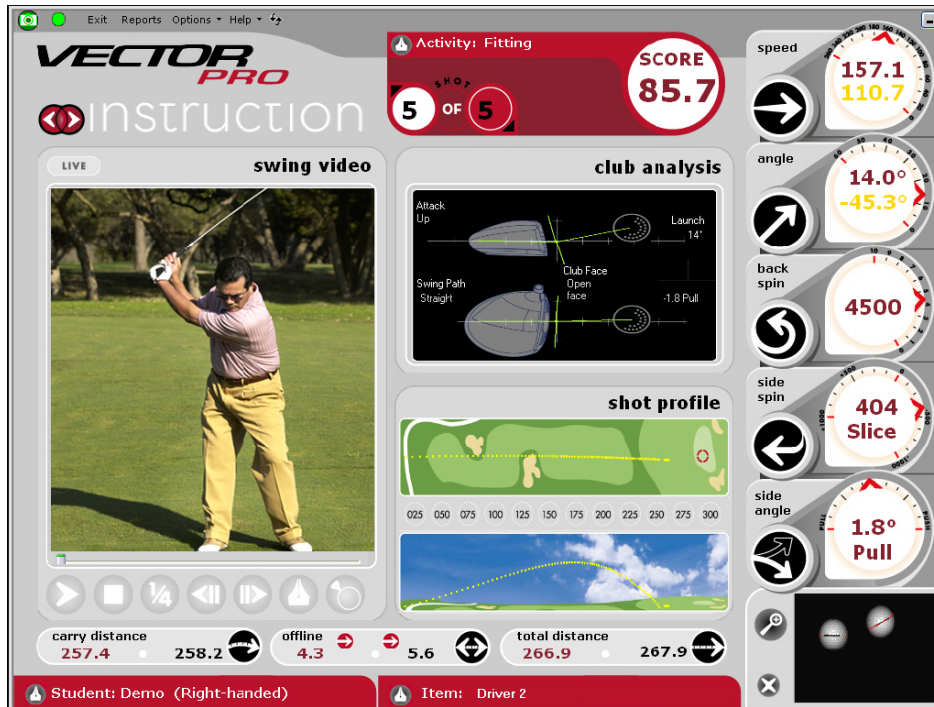 Exit Reports Options Help
VECTOR
PRO
instruction
Activity: Fitting
SHOT
5 OF 5
SCORE
85.7
LIVE
swing video
club analysis
Attack
Up
Launch
14°
Club Face
Open
face
Swing Path
Straight
-1.8 Pull
shot profile
025 050 075 100 125 150 175 200 225 250 275 300
speed
157.1
110.7
angle
14.0°
-45.3°
back
spin
4500
side
spin
404
Slice
side
angle
PULL
PUSH
1.8°
Pull
1/4
carry distance
257.4 258.2
offline
4.3 5.6
total distance
266.9 267.9
Student: Demo (Right-handed)
Item: Driver 2